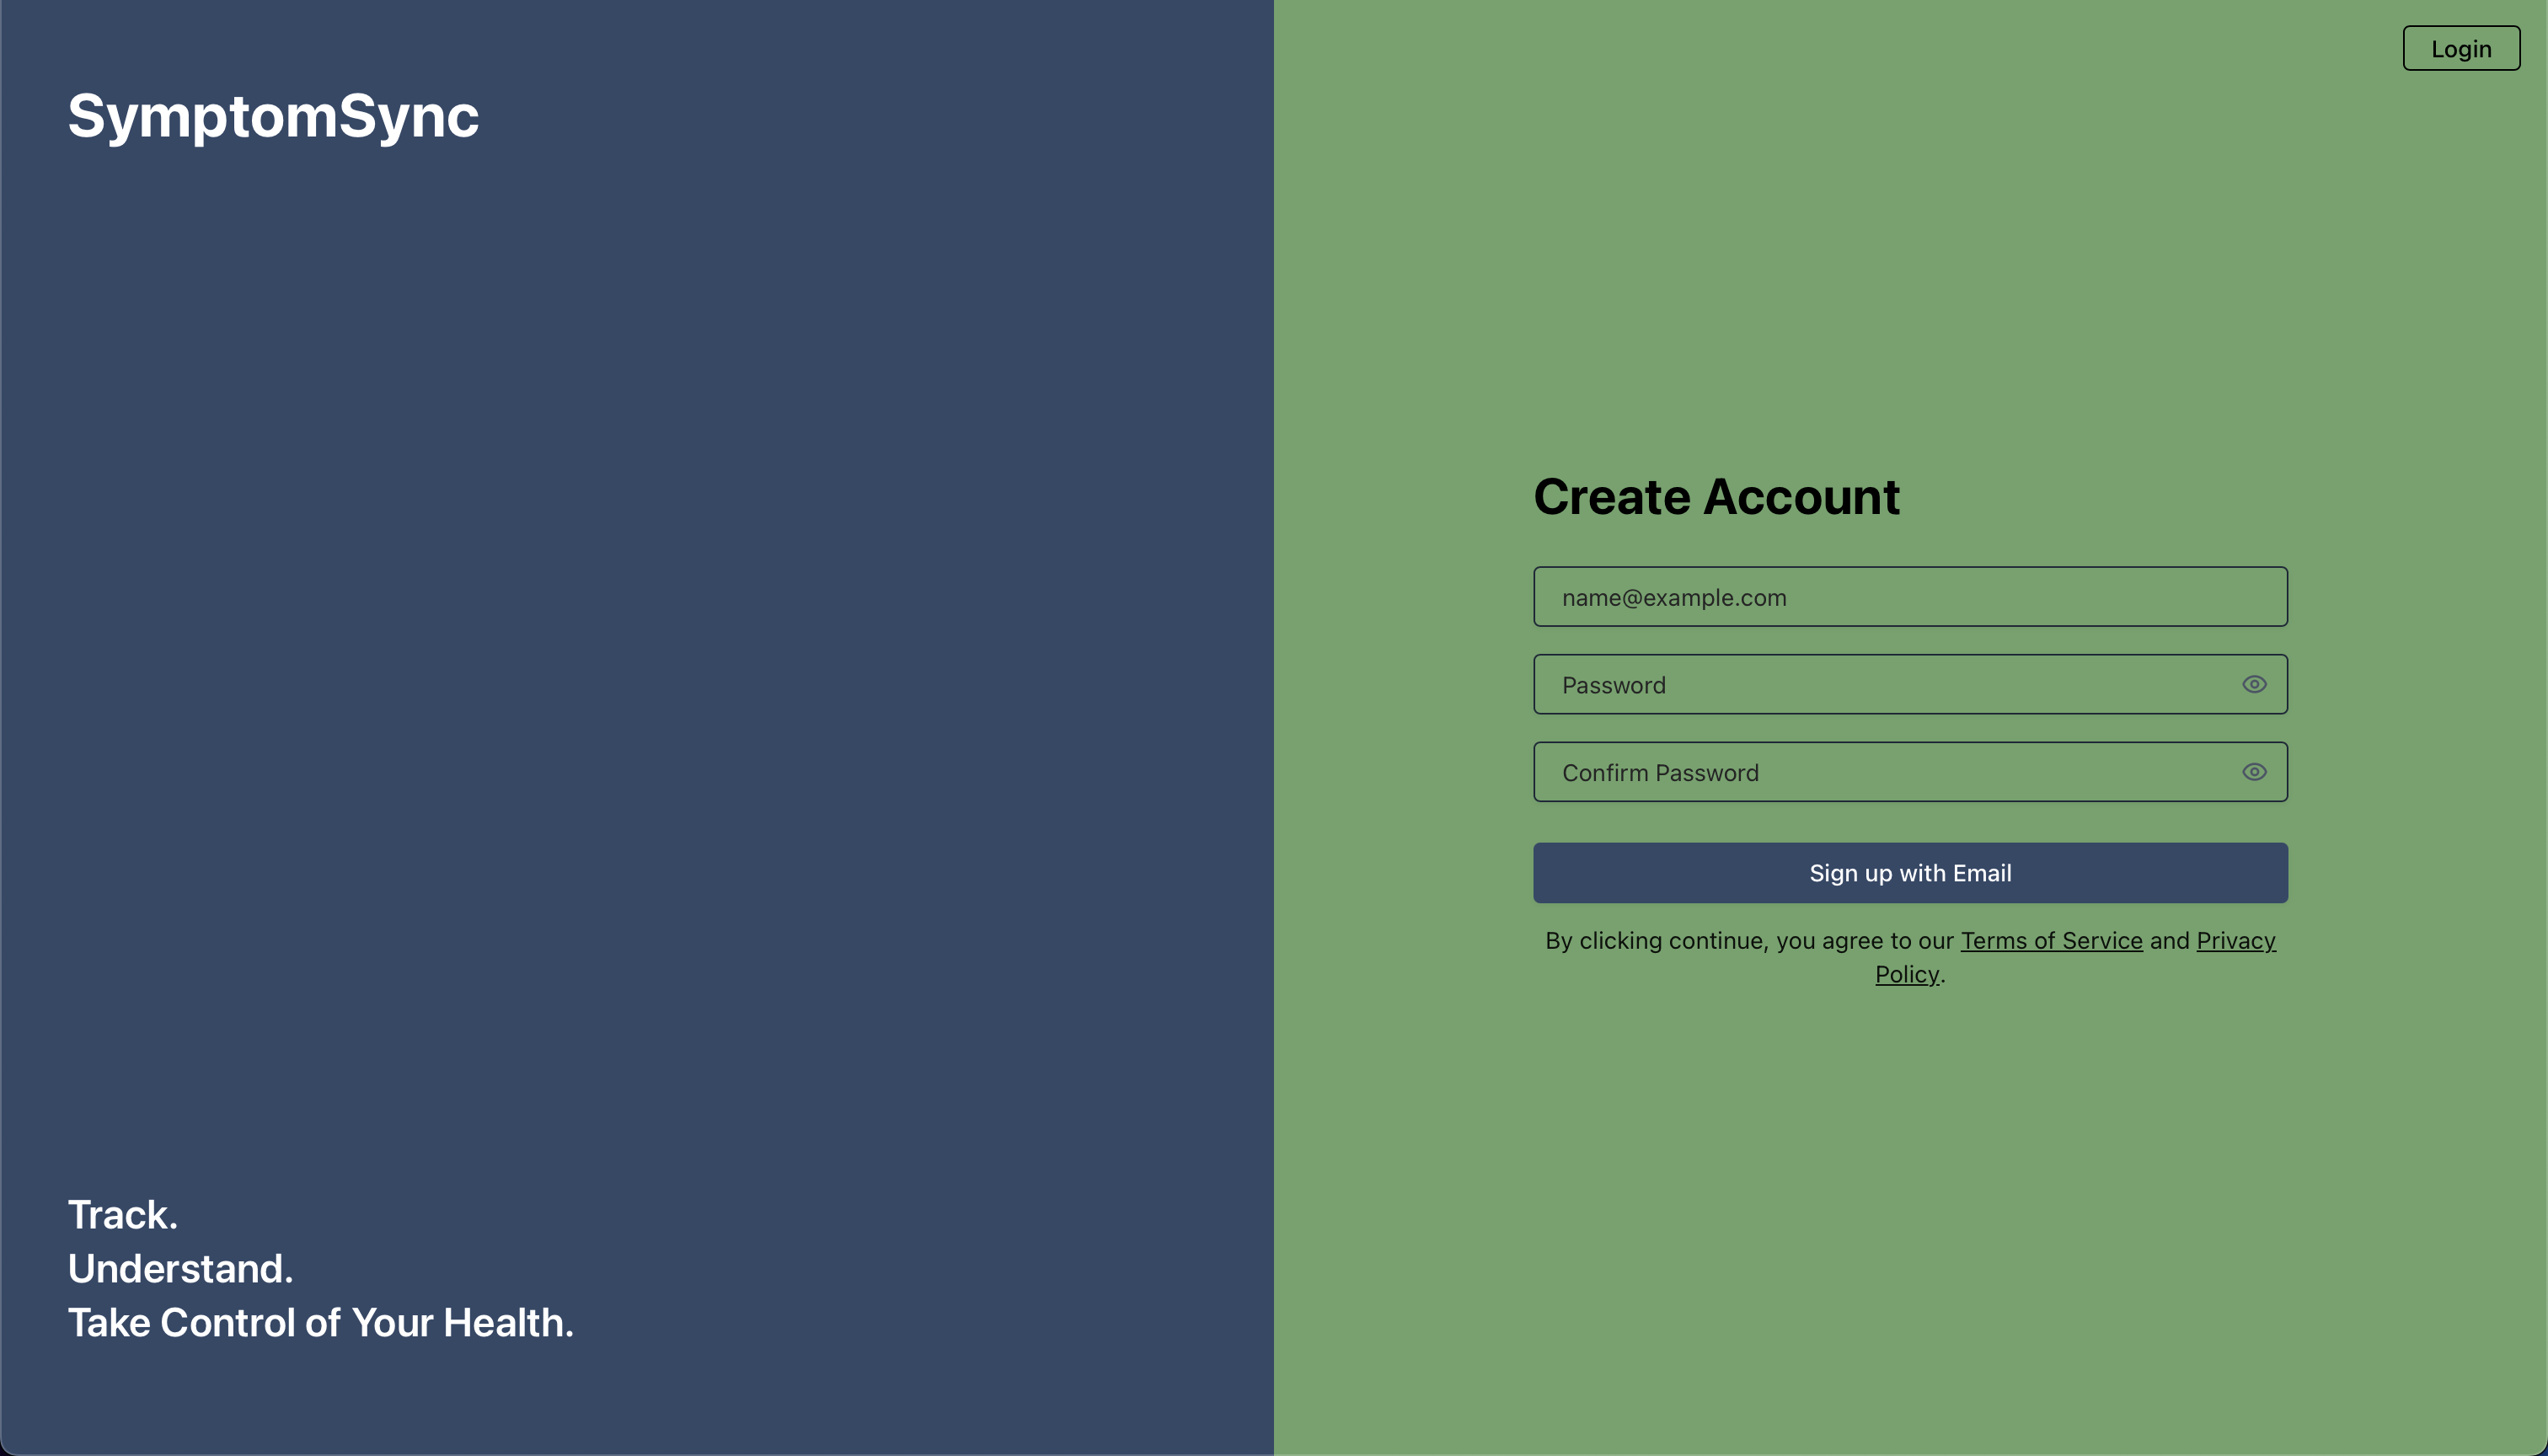 SymptomSync
Track.
Understand.
Take Control of Your Health.
Login
Create Account
name@example.com
Password
Confirm Password
Sign up with Email
By clicking continue, you agree to our Terms of Service and Privacy
Policy.